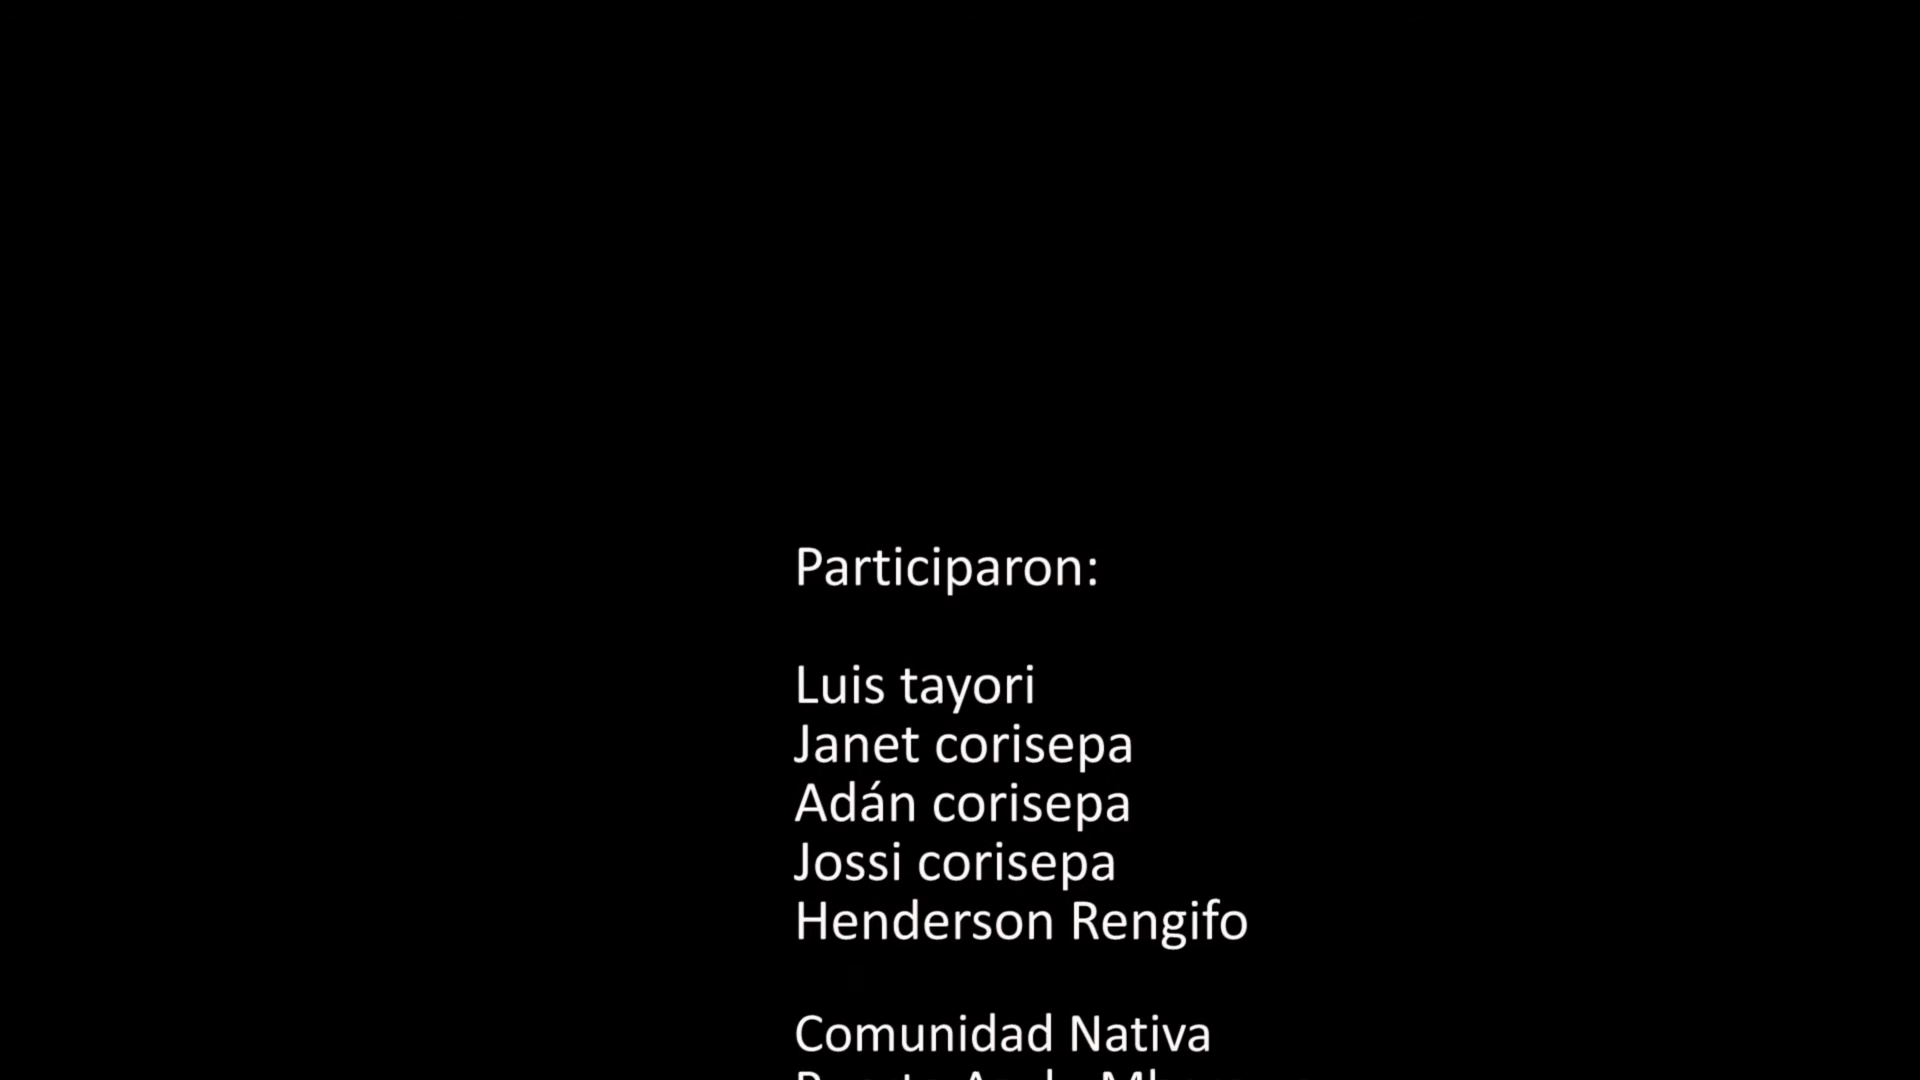 Participaron:
Luis tayori
Janet corisepa
Adán corisepa
Jossi corisepa
Henderson Rengifo
Comunidad Nativa